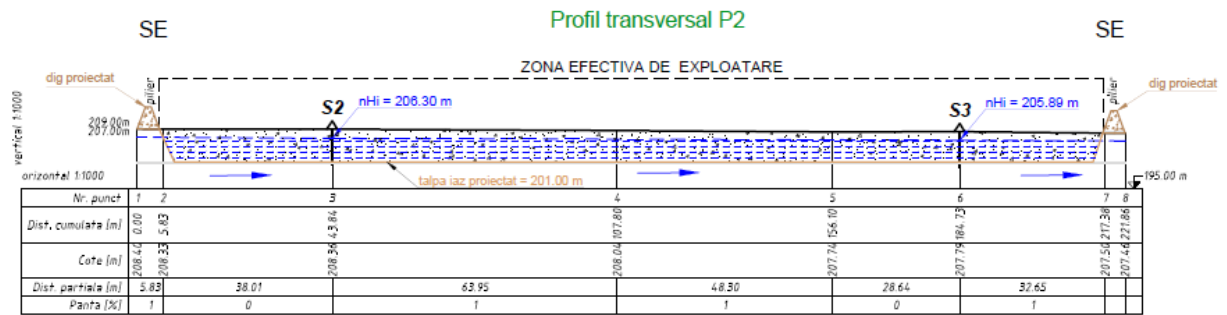 Profil transversal P2
SE
SE
ZONA EFECTIVA DE EXPLOATARE
dig proiectat
dig proiectat
pilier
pilier
S2
nHi = 206.30 m
S3
nHi = 205.89 m
vertical 1:1000
209.00m
207.00m
orizontal 1:1000
talpa iaz proiectat = 201.00 m
195.00 m
Nr. punct 1 2 3 4 5 6 7 8
Dist. cumulata [m] 0.00 5.83 43.84 107.80 156.10 184.73 217.38 221.86
Cote [m] 208.40 208.33 208.36 208.04 207.74 207.79 207.50 207.46
Dist. partiala [m] 5.83 38.01 63.95 48.30 28.64 32.65
Panta [%] 1 0 1 1 0 1